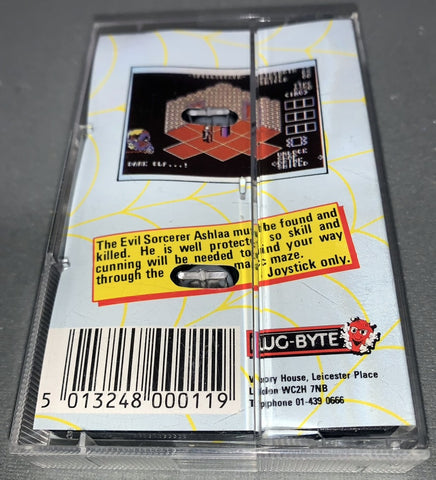 DARK ELF...!
The Evil Sorcerer Ashlaa must be found and
killed. He is well protected so skill and
cunning will be needed to find your way
through the maze.
Joystick only.
BUG-BYTE
Victory House, Leicester Place
London WC2H 7NB
Telephone 01-439 0666
5 013248 000119